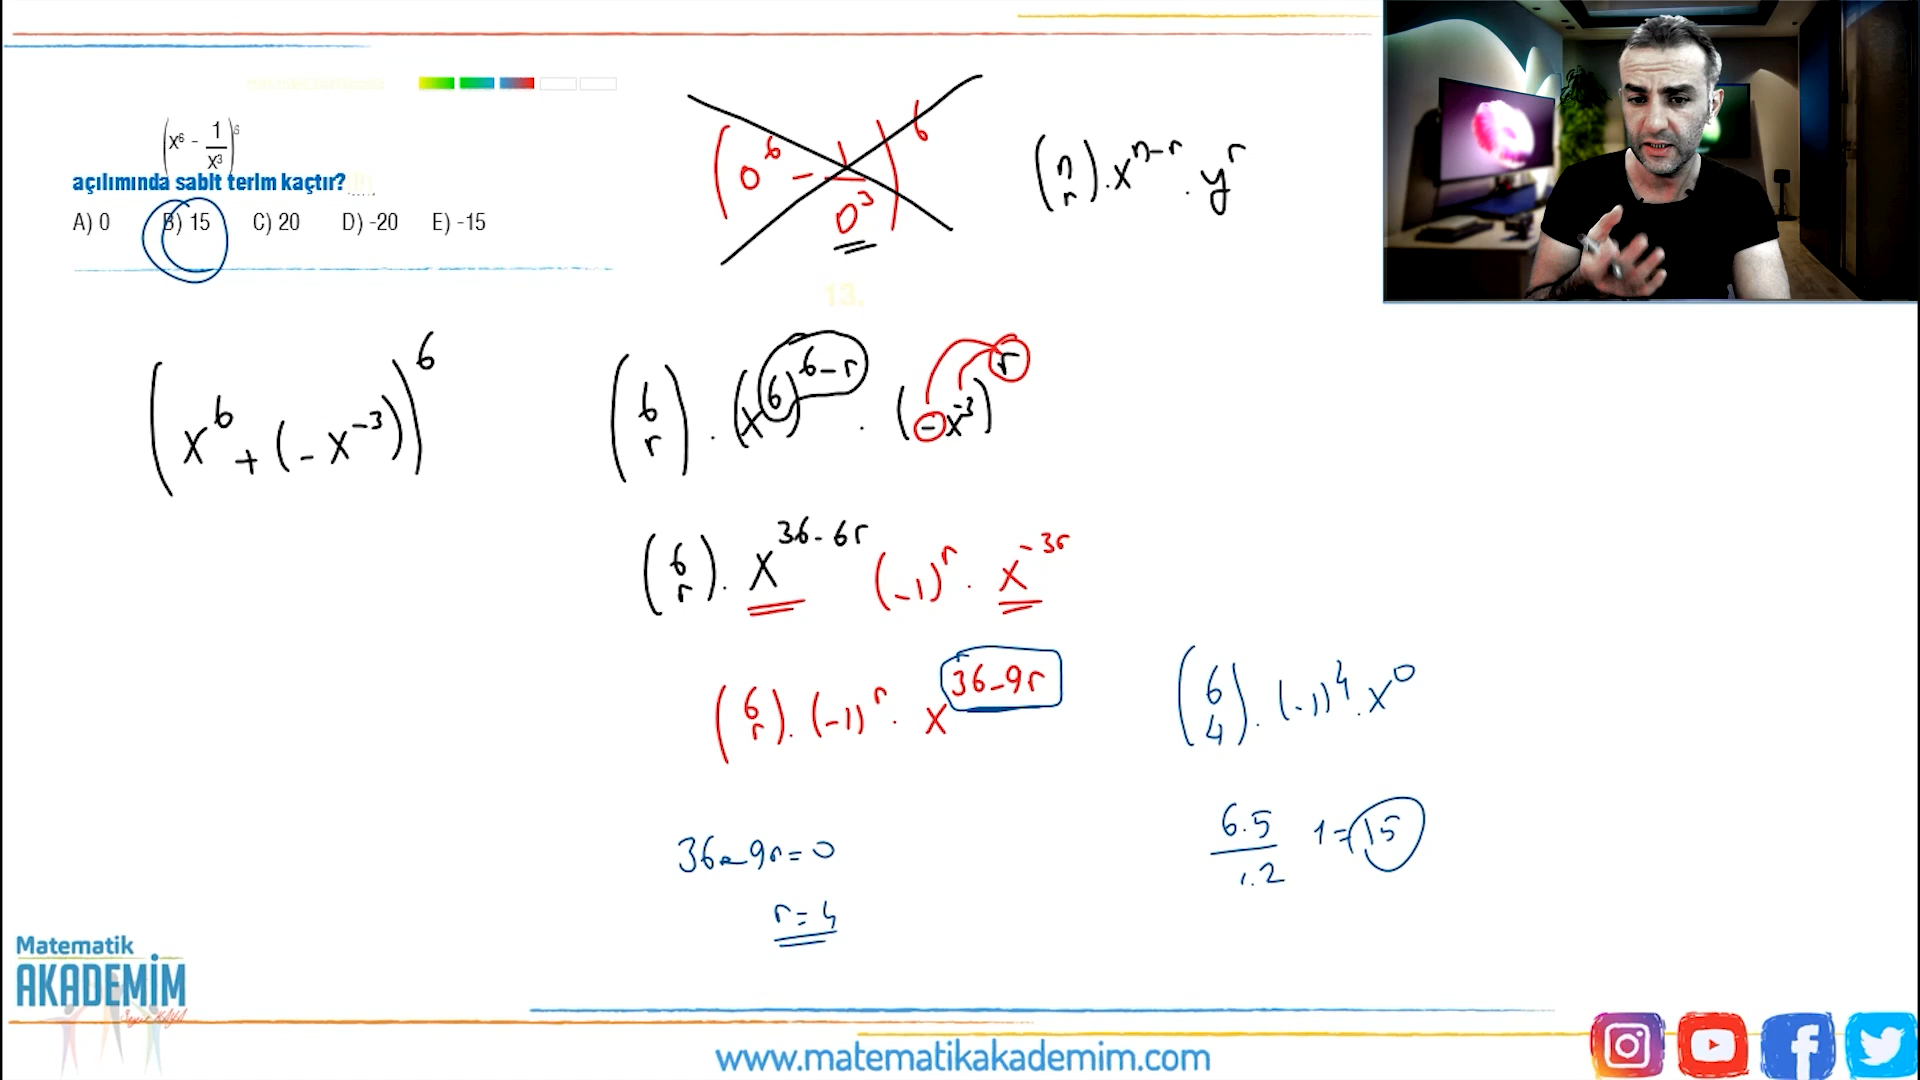 (x⁶ - 1/x³)⁶
açılımında sabit terim kaçtır?
A) 0 B) 15 C) 20 D) -20 E) -15
(0⁶ - 1/0³)⁶
(n r).xⁿ⁻ʳ.yʳ
13.
(x⁶ + (-x⁻³))⁶
(6 r).(x⁶)⁶⁻ʳ.(-x⁻³)ʳ
(6 r).x³⁶⁻⁶ʳ (-1)ʳ.x⁻³ʳ
(6 r).(-1)ʳ.x³⁶⁻⁹ʳ
(6 4).(-1)⁴.x⁰
36-9r=0
r=4
6.5/1.2 1=15
Matematik
AKADEMİM
www.matematikakademim.com